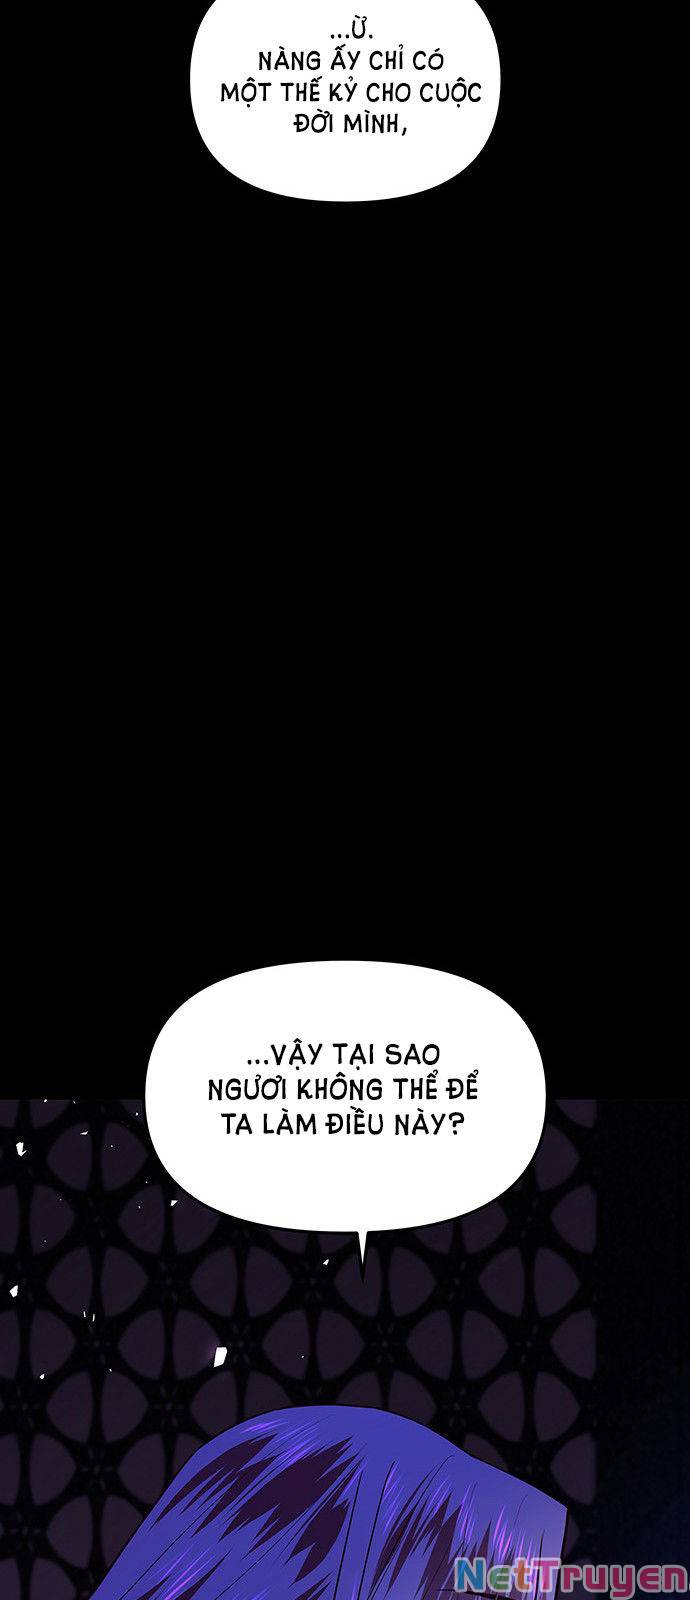 ...Ừ.
NÀNG ẤY CHỈ CÓ
MỘT THẾ KỶ CHO CUỘC
ĐỜI MÌNH,
...VẬY TẠI SAO
NGƯƠI KHÔNG THỂ ĐỂ
TA LÀM ĐIỀU NÀY?
NetTruyen